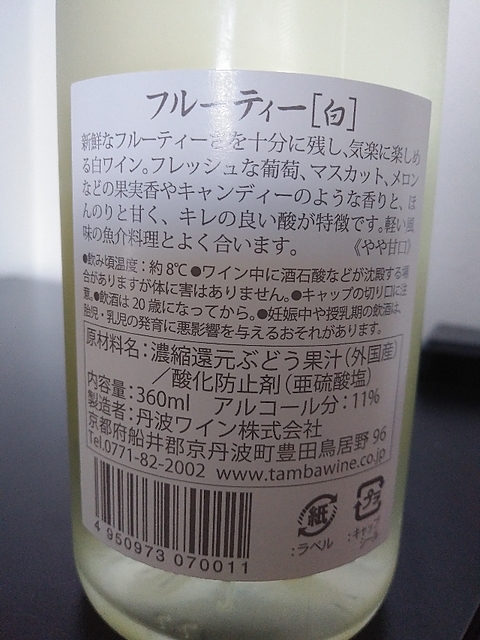 フルーティー[白]
新鮮なフルーティーさを十分に残し、気楽に楽しめ
る白ワイン。フレッシュな葡萄、マスカット、メロン
などの果実香やキャンディーのような香りと、ほ
んのりと甘く、キレの良い酸が特徴です。軽い風
味の魚介料理とよく合います。《やや甘口》
●飲み頃温度：約8℃●ワイン中に酒石酸などが沈殿する場
合がありますが体に害はありません。●キャップの切り口に注
意。●飲酒は20歳になってから。●妊娠中や授乳期の飲酒は、
胎児・乳児の発育に悪影響を与えるおそれがあります。
原材料名：濃縮還元ぶどう果汁（外国産）
／酸化防止剤（亜硫酸塩）
内容量：360ml アルコール分：11%
製造者：丹波ワイン株式会社
京都府船井郡京丹波町豊田鳥居野96
Tel.0771-82-2002 www.tambawine.co.jp
4 950973 070011
紙
：ラベル
プラ
：キャップ
シール